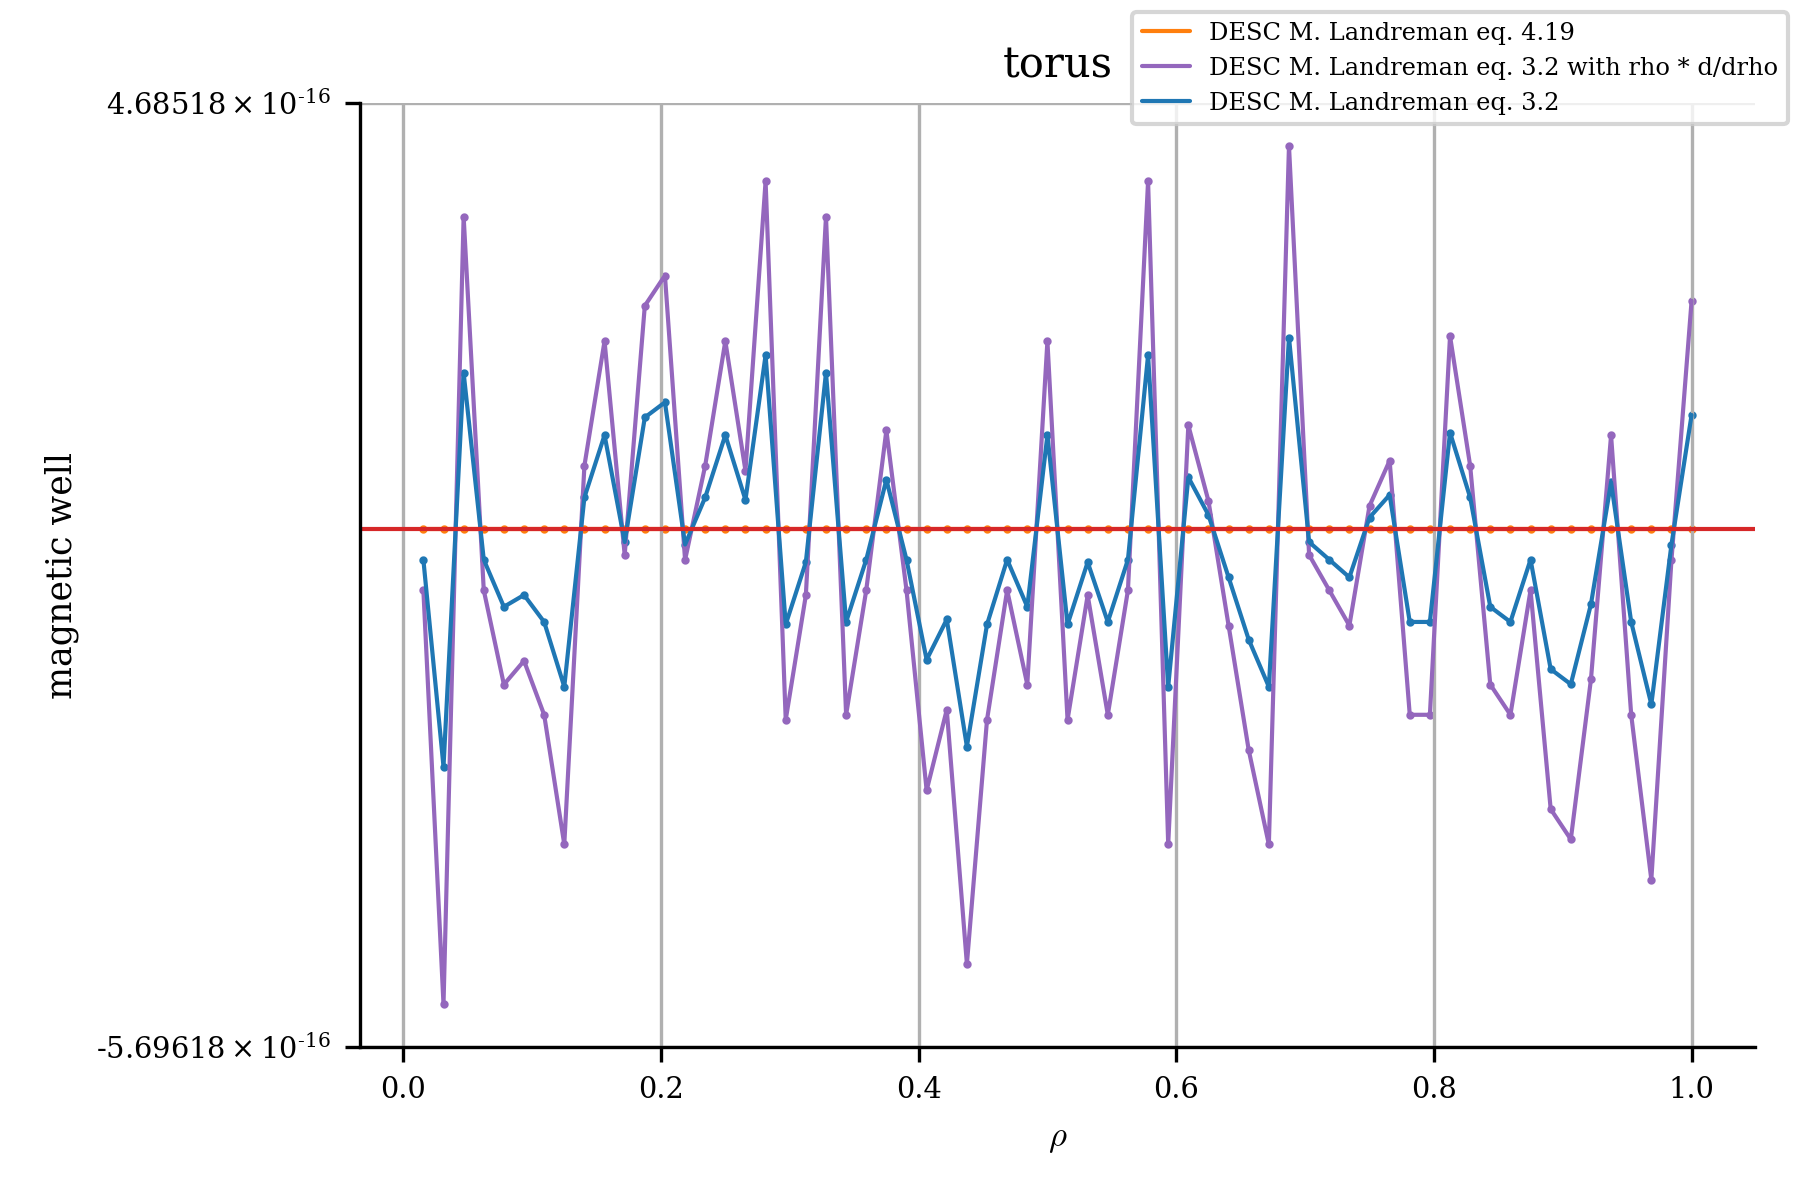 torus
DESC M. Landreman eq. 4.19
DESC M. Landreman eq. 3.2 with rho * d/drho
DESC M. Landreman eq. 3.2
4.68518 × 10⁻¹⁶
magnetic well
-5.69618 × 10⁻¹⁶
0.0 0.2 0.4 0.6 0.8 1.0
ρ